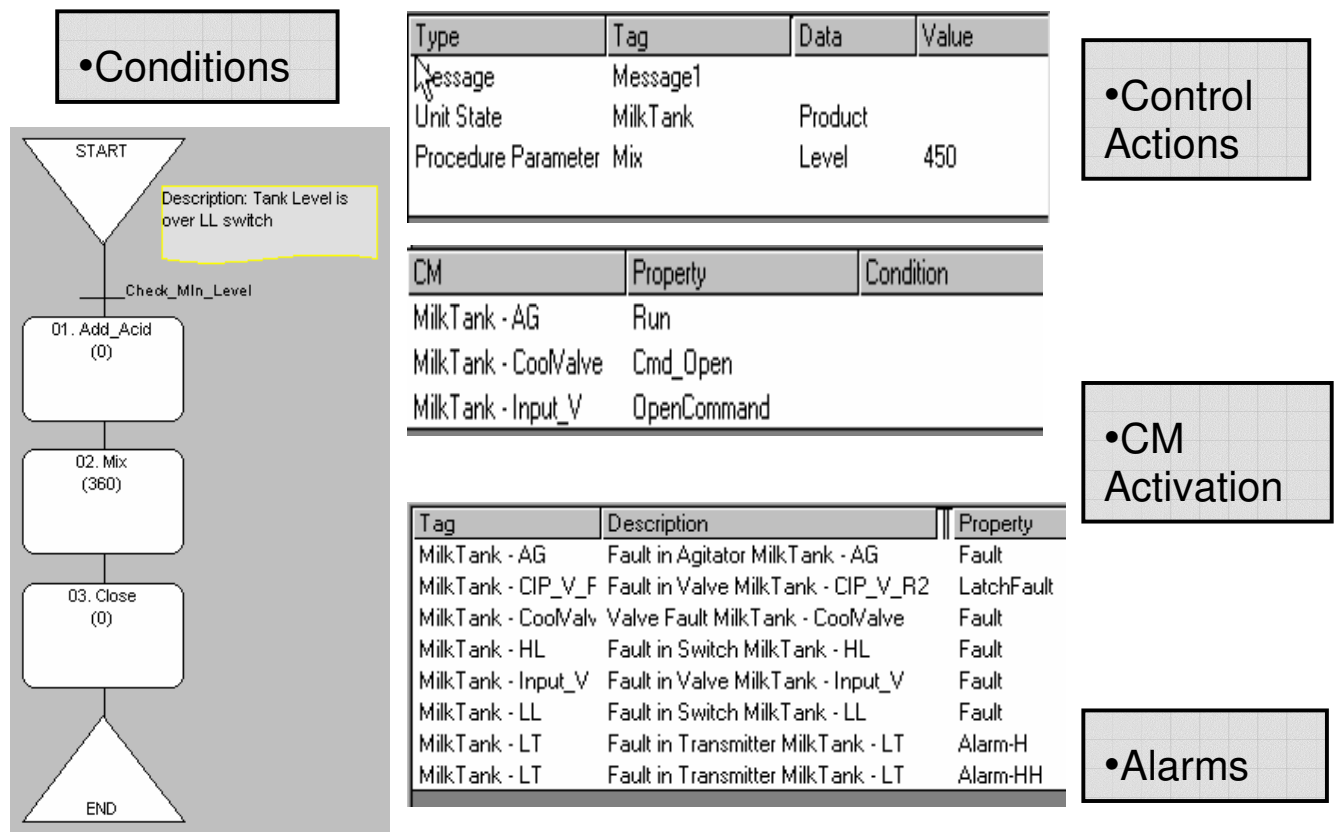 •Conditions
START
Description: Tank Level is
over LL switch
Check_MIn_Level
01. Add_Acid
(0)
02. Mix
(360)
03. Close
(0)
END
Type Tag Data Value
Message Message1
Unit State MilkTank Product
Procedure Parameter Mix Level 450
•Control
Actions
CM Property Condition
MilkTank - AG Run
MilkTank - CoolValve Cmd_Open
MilkTank - Input_V OpenCommand
•CM
Activation
Tag Description Property
MilkTank - AG Fault in Agitator MilkTank - AG Fault
MilkTank - CIP_V_F Fault in Valve MilkTank - CIP_V_R2 LatchFault
MilkTank - CoolValv Valve Fault MilkTank - CoolValve Fault
MilkTank - HL Fault in Switch MilkTank - HL Fault
MilkTank - Input_V Fault in Valve MilkTank - Input_V Fault
MilkTank - LL Fault in Switch MilkTank - LL Fault
MilkTank - LT Fault in Transmitter MilkTank - LT Alarm-H
MilkTank - LT Fault in Transmitter MilkTank - LT Alarm-HH
•Alarms